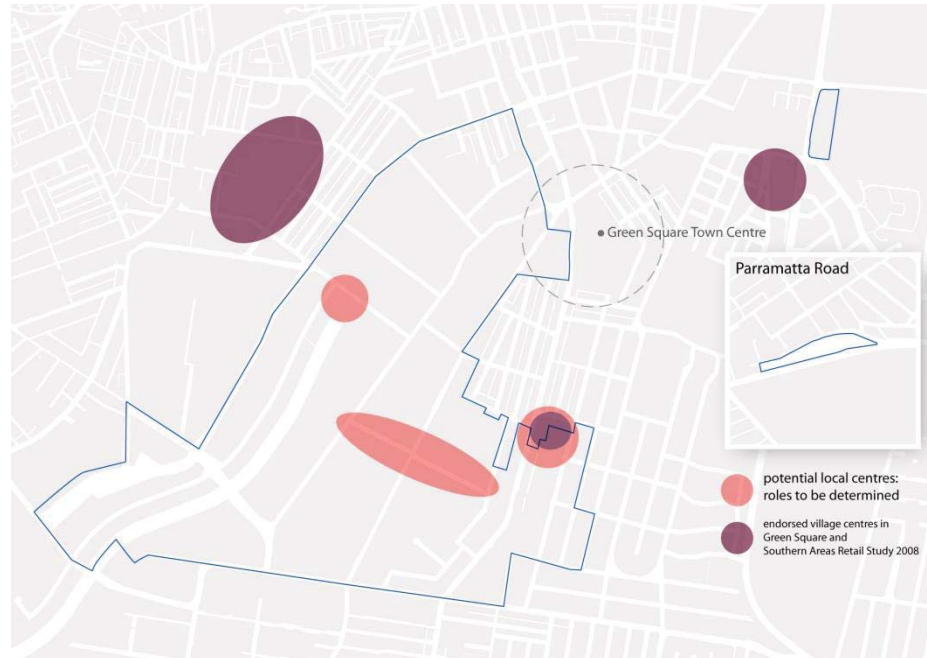 Green Square Town Centre
Parramatta Road
potential local centres:
roles to be determined
endorsed village centres in
Green Square and
Southern Areas Retail Study 2008